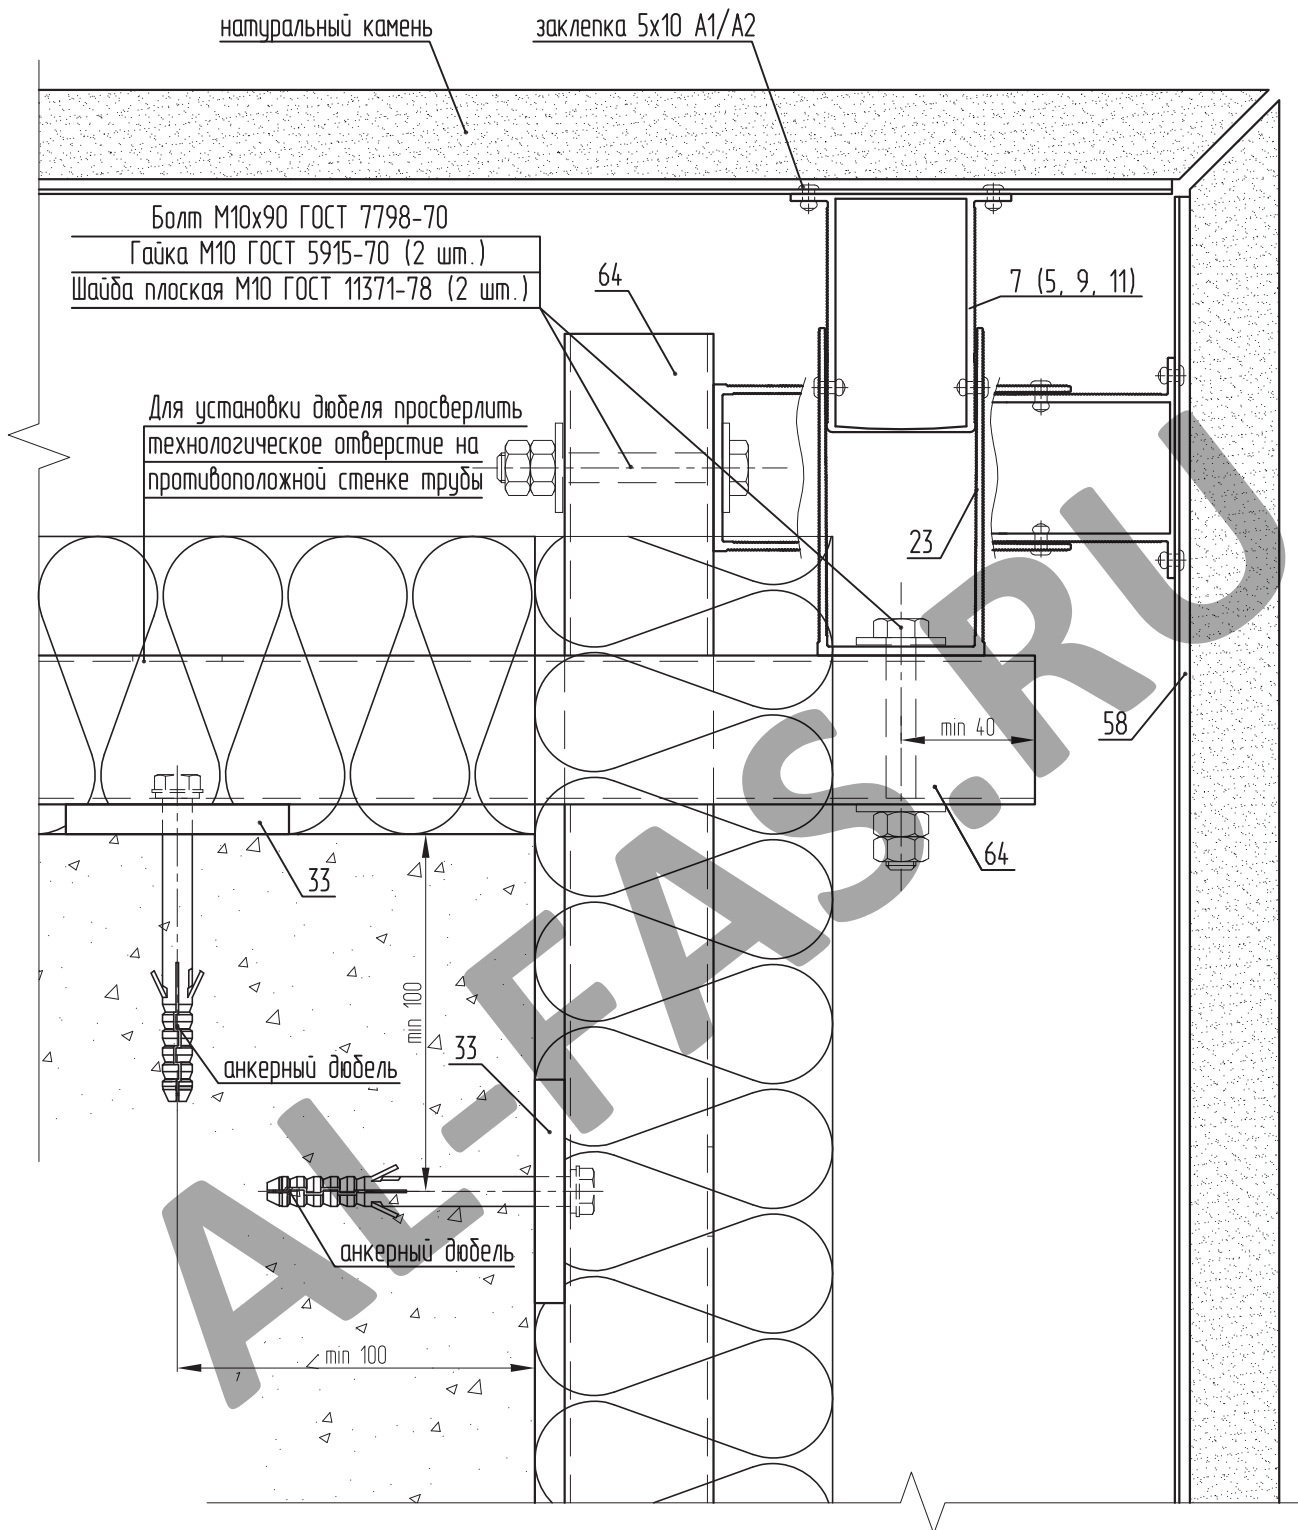 натуральный камень
заклепка 5х10 А1/А2
Болт М10х90 ГОСТ 7798-70
Гайка М10 ГОСТ 5915-70 (2 шт.)
Шайба плоская М10 ГОСТ 11371-78 (2 шт.)
64
7 (5, 9, 11)
Для установки дюбеля просверлить
технологическое отверстие на
противоположной стенке трубы
23
58
min 40
64
33
min 100
33
анкерный дюбель
анкерный дюбель
min 100
AL-FAS.RU